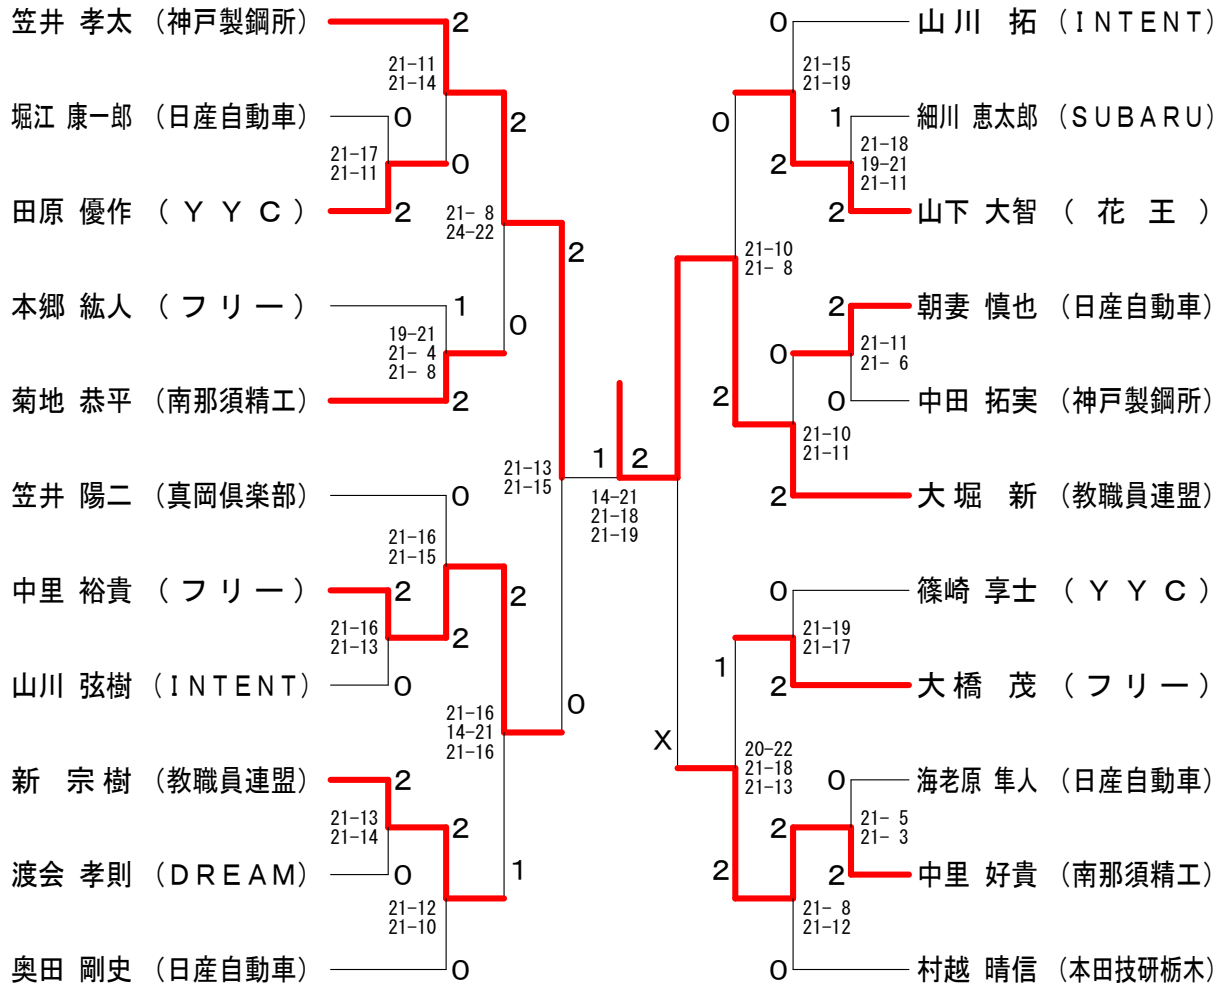 笠井 孝太 （神戸製鋼所） 2
21-11
21-14
堀江 康一郎 （日産自動車） 0
2
21-17
21-11
0
田原 優作 （ＹＹＣ） 2
21- 8
24-22
2
本郷 紘人 （フリー） 1
0
19-21
21- 4
21- 8
菊地 恭平 （南那須精工） 2
21-13
21-15
笠井 陽二 （真岡倶楽部） 0
21-16
21-15
中里 裕貴 （フリー） 2
2
21-16
21-13
2
山川 弦樹 （ＩＮＴＥＮＴ） 0
21-16
14-21
21-16
0
新 宗樹 （教職員連盟） 2
21-13
21-14
2
渡会 孝則 （ＤＲＥＡＭ） 0
1
21-12
21-10
奥田 剛史 （日産自動車） 0
1 2
14-21
21-18
21-19
0 山川 拓 （ＩＮＴＥＮＴ）
21-15
21-19
1 細川 恵太郎 （ＳＵＢＡＲＵ）
0
21-18
19-21
21-11
2
2 山下 大智 （花王）
21-10
21- 8
2 朝妻 慎也 （日産自動車）
0
21-11
21- 6
2
0 中田 拓実 （神戸製鋼所）
21-10
21-11
2 大堀 新 （教職員連盟）
0 篠崎 享士 （ＹＹＣ）
21-19
21-17
1
2 大橋 茂 （フリー）
X
20-22
21-18
21-13
0 海老原 隼人 （日産自動車）
2
21- 5
21- 3
2
2 中里 好貴 （南那須精工）
21- 8
21-12
0 村越 晴信 （本田技研栃木）